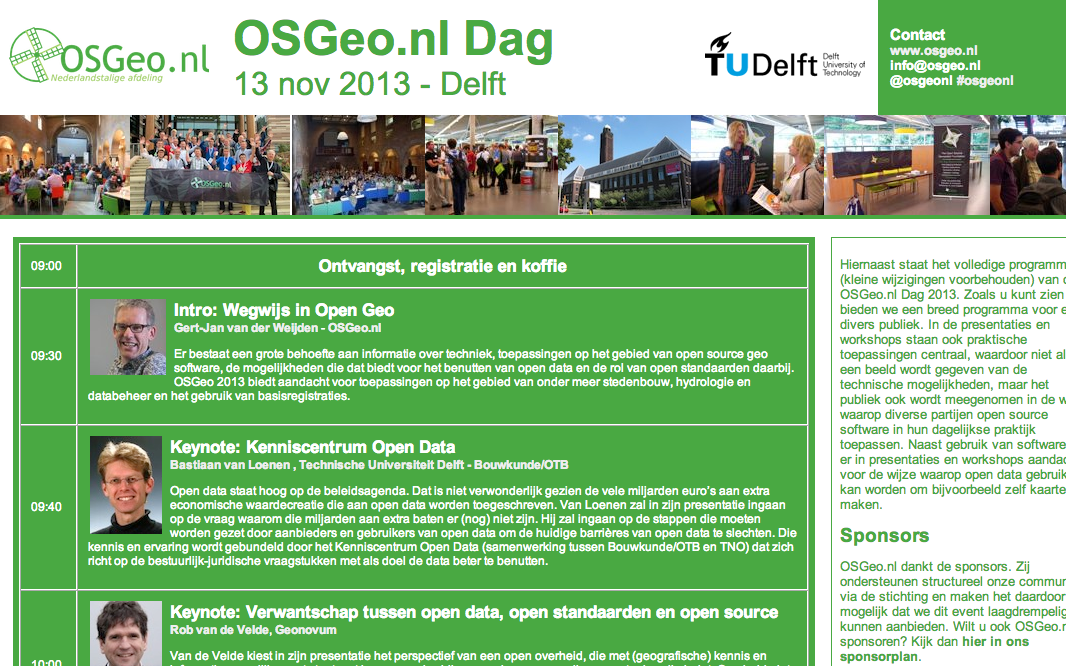 OSGeo.nl
Nederlandstalige afdeling
OSGeo.nl Dag
13 nov 2013 - Delft
TUDelft
Delft
University of
Technology
Contact
www.osgeo.nl
info@osgeo.nl
@osgeonl #osgeonl
OSGeo.nl
09:00
Ontvangst, registratie en koffie
09:30
Intro: Wegwijs in Open Geo
Gert-Jan van der Weijden - OSGeo.nl
Er bestaat een grote behoefte aan informatie over techniek, toepassingen op het gebied van open source geo
software, de mogelijkheden die dat biedt voor het benutten van open data en de rol van open standaarden daarbij.
OSGeo 2013 biedt aandacht voor toepassingen op het gebied van onder meer stedenbouw, hydrologie en
databeheer en het gebruik van basisregistraties.
09:40
Keynote: Kenniscentrum Open Data
Bastiaan van Loenen , Technische Universiteit Delft - Bouwkunde/OTB
Open data staat hoog op de beleidsagenda. Dat is niet verwonderlijk gezien de vele miljarden euro's aan extra
economische waardecreatie die aan open data worden toegeschreven. Van Loenen zal in zijn presentatie ingaan
op de vraag waarom die miljarden aan extra baten er (nog) niet zijn. Hij zal ingaan op de stappen die moeten
worden gezet door aanbieders en gebruikers van open data om de huidige barrières van open data te slechten. Die
kennis en ervaring wordt gebundeld door het Kenniscentrum Open Data (samenwerking tussen Bouwkunde/OTB en TNO) dat zich
richt op de bestuurlijk-juridische vraagstukken met als doel de data beter te benutten.
10:00
Keynote: Verwantschap tussen open data, open standaarden en open source
Rob van de Velde, Geonovum
Van de Velde kiest in zijn presentatie het perspectief van een open overheid, die met (geografische) kennis en
Hiernaast staat het volledige programm
(kleine wijzigingen voorbehouden) van
OSGeo.nl Dag 2013. Zoals u kunt zien
bieden we een breed programma voor e
divers publiek. In de presentaties en
workshops staan ook praktische
toepassingen centraal, waardoor niet al
een beeld wordt gegeven van de
technische mogelijkheden, maar het
publiek ook wordt meegenomen in de w
waarop diverse partijen open source
software in hun dagelijkse praktijk
toepassen. Naast gebruik van software
er in presentaties en workshops aandac
voor de wijze waarop open data gebruik
kan worden om bijvoorbeeld zelf kaarte
maken.
Sponsors
OSGeo.nl dankt de sponsors. Zij
ondersteunen structureel onze commun
via de stichting en maken het daardoor
mogelijk dat we dit event laagdrempelig
kunnen aanbieden. Wilt u ook OSGeo.n
sponsoren? Kijk dan hier in ons
sponsorplan.